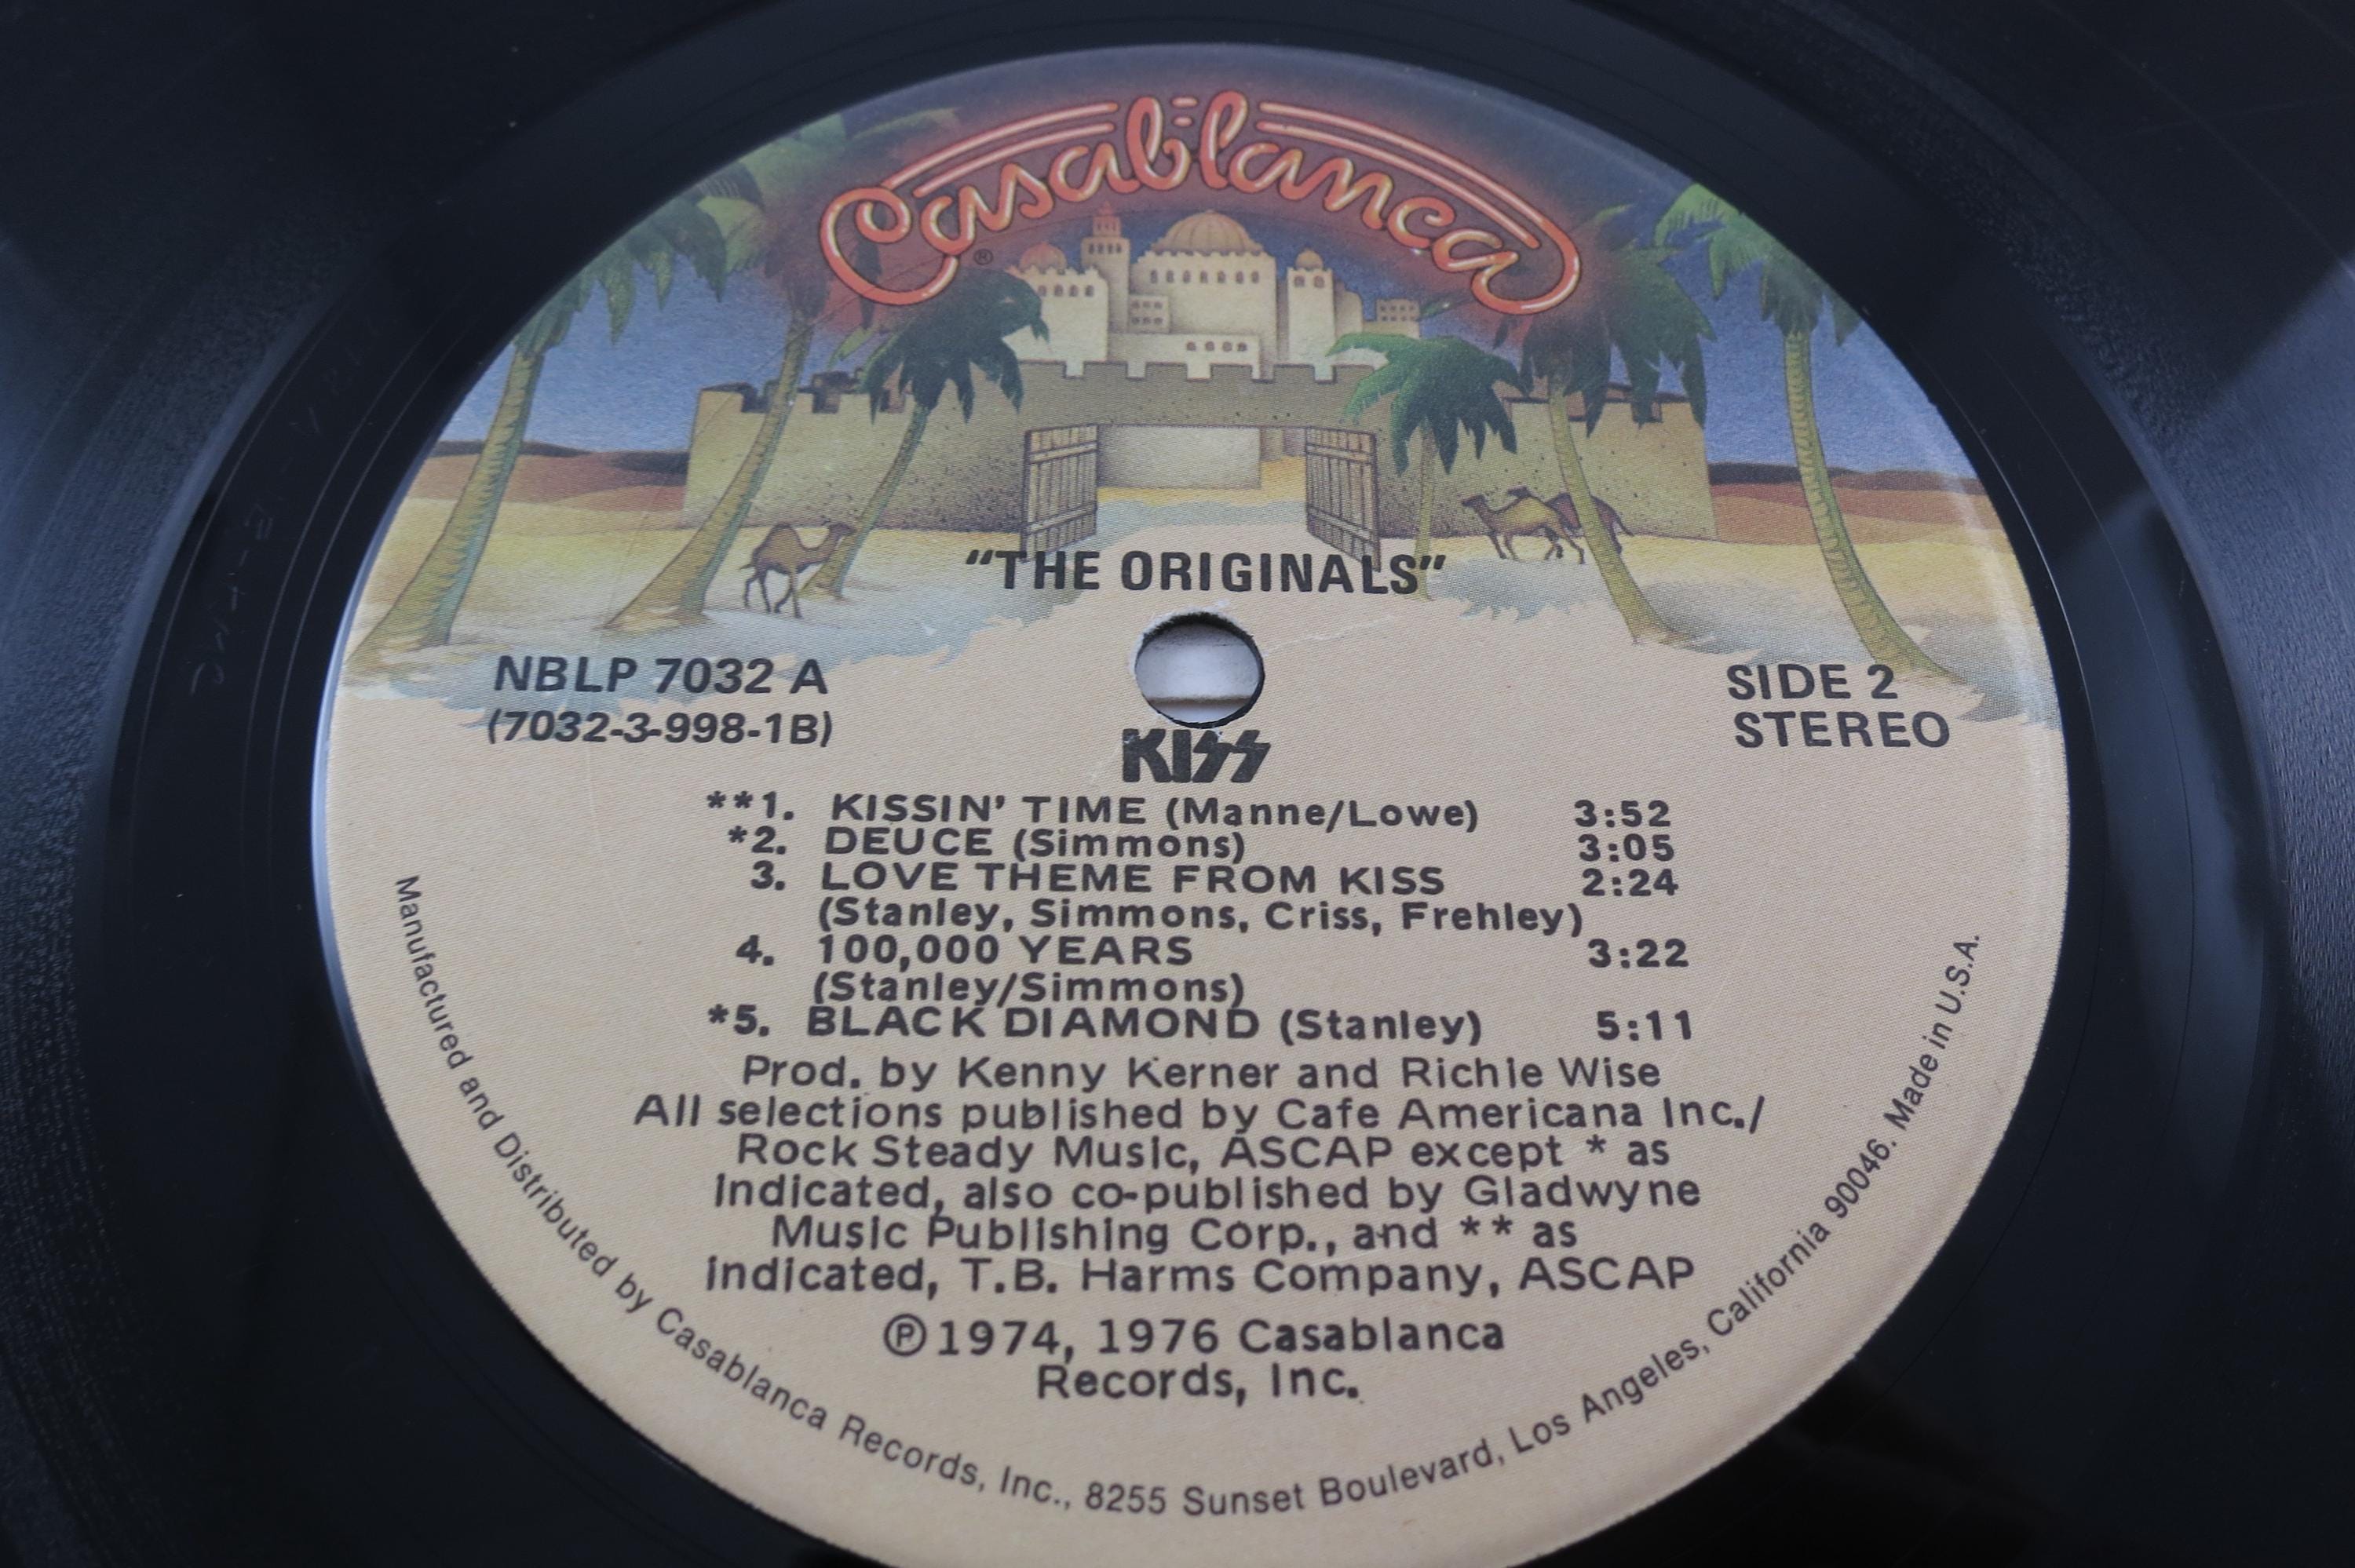 Casablanca
®
“THE ORIGINALS”
NBLP 7032 A
(7032-3-998-1B)
SIDE 2
STEREO
KISS
**1. KISSIN’ TIME (Manne/Lowe) 3:52
*2. DEUCE (Simmons) 3:05
3. LOVE THEME FROM KISS 2:24
(Stanley, Simmons, Criss, Frehley)
4. 100,000 YEARS 3:22
(Stanley/Simmons)
*5. BLACK DIAMOND (Stanley) 5:11
Prod. by Kenny Kerner and Richie Wise
All selections published by Cafe Americana Inc./
Rock Steady Music, ASCAP except * as
indicated, also co-published by Gladwyne
Music Publishing Corp., and ** as
indicated, T.B. Harms Company, ASCAP
℗1974, 1976 Casablanca
Records, Inc.
Manufactured and Distributed by Casablanca Records, Inc., 8255 Sunset Boulevard, Los Angeles, California 90046. Made in U.S.A.